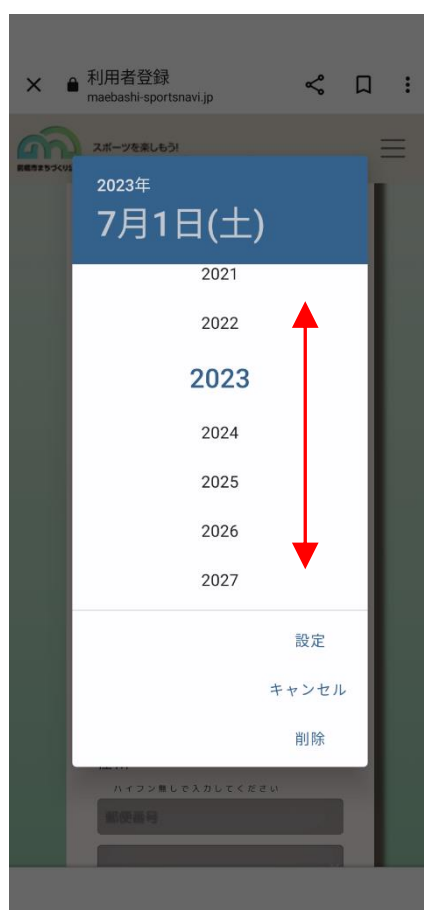 利用者登録
maebashi-sportsnavi.jp
スポーツを楽しもう!
2023年
7月1日(土)
2021
2022
2023
2024
2025
2026
2027
設定
キャンセル
削除
ハイフン無しで入力してください
郵便番号